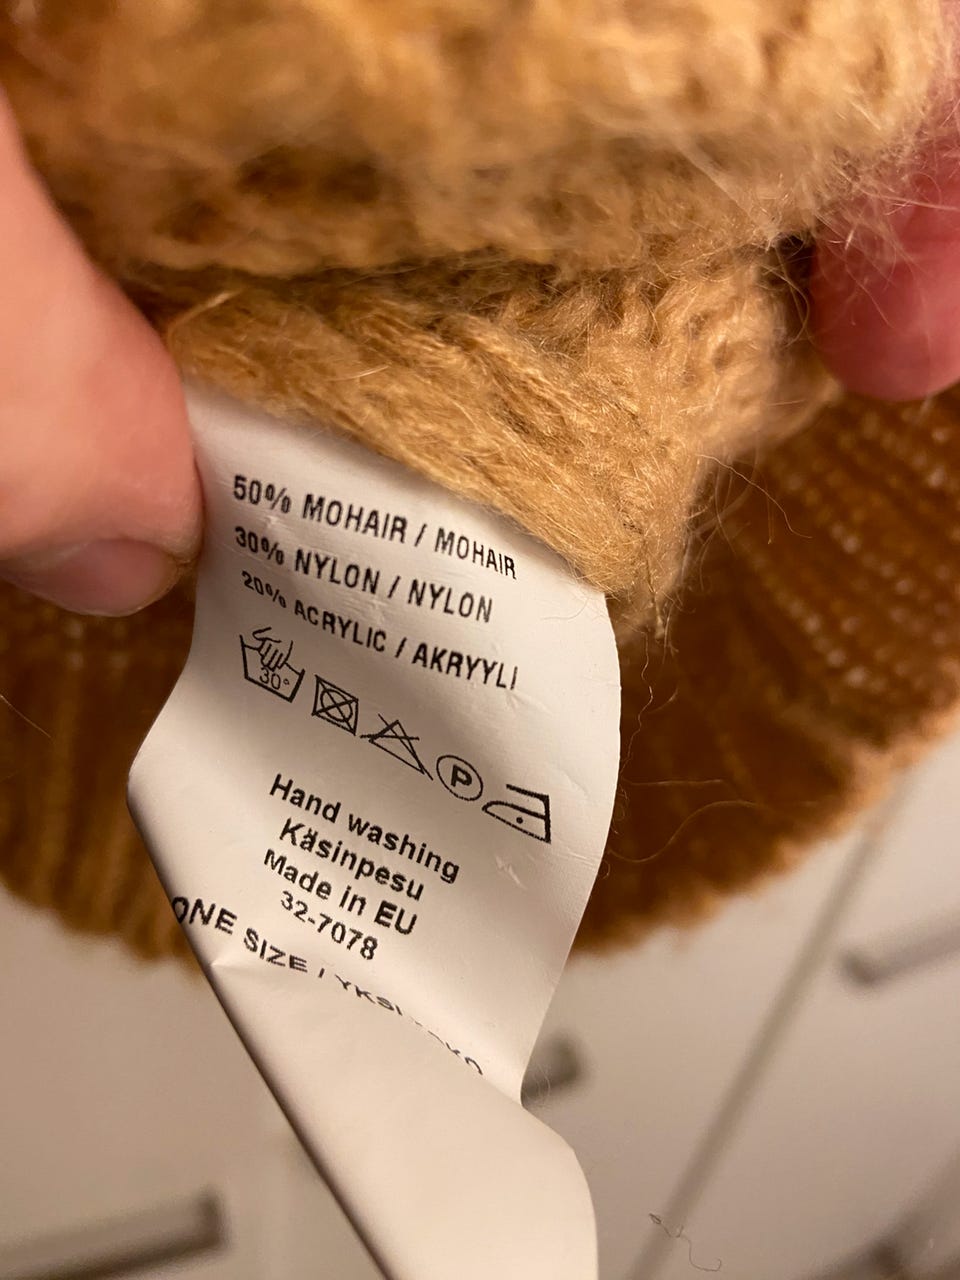 50% MOHAIR / MOHAIR
30% NYLON / NYLON
20% ACRYLIC / AKRYYLI
30°
P
Hand washing
Käsinpesu
Made in EU
32-7078
ONE SIZE /